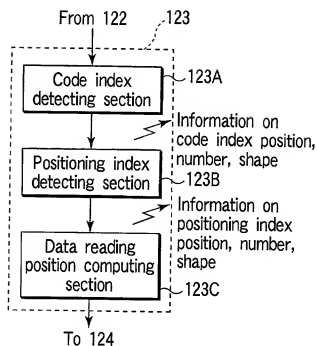 From 122
123
Code index
detecting section
123A
Information on
code index position,
number, shape
Positioning index
detecting section
123B
Information on
positioning index
position, number,
shape
Data reading
position computing
section
123C
To 124